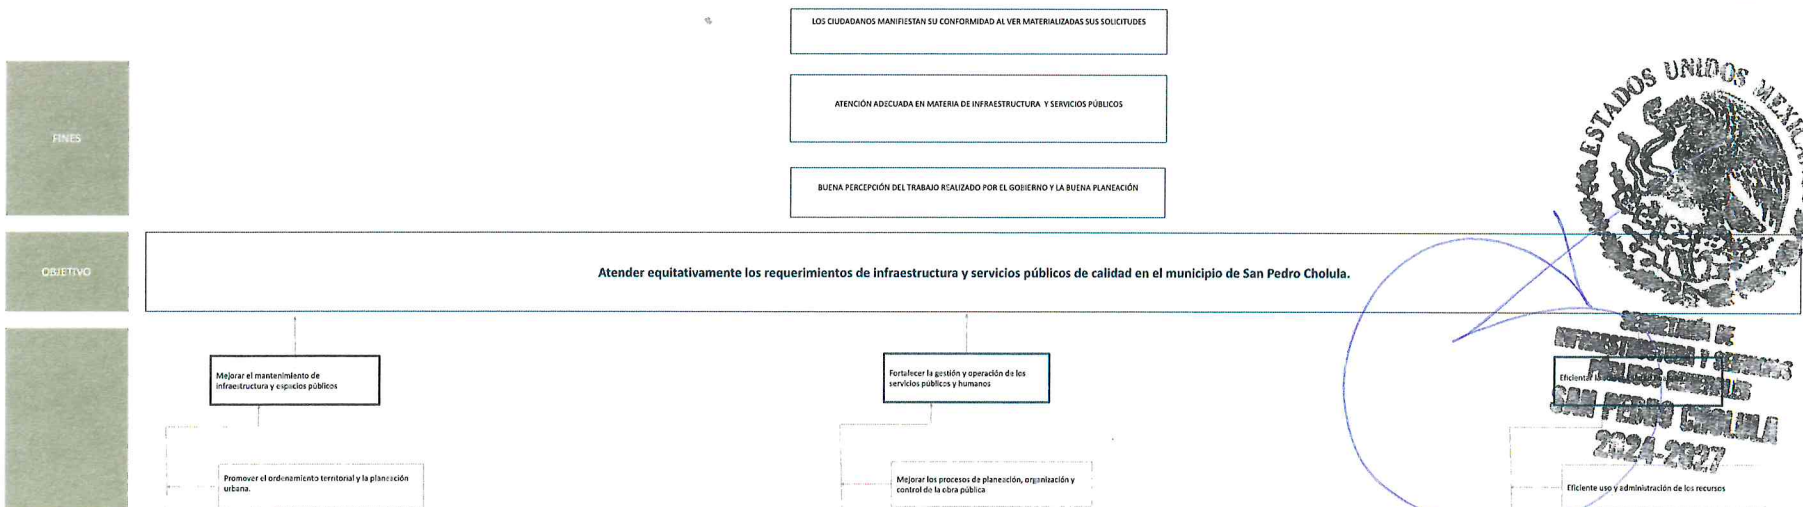 LOS CIUDADANOS MANIFIESTAN SU CONFORMIDAD AL VER MATERIALIZADAS SUS SOLICITUDES
FINES
ATENCIÓN ADECUADA EN MATERIA DE INFRAESTRUCTURA Y SERVICIOS PÚBLICOS
BUENA PERCEPCIÓN DEL TRABAJO REALIZADO POR EL GOBIERNO Y LA BUENA PLANEACIÓN
ESTADOS UNIDOS
OBJETIVO
Atender equitativamente los requerimientos de infraestructura y servicios públicos de calidad en el municipio de San Pedro Cholula.
Mejorar el mantenimiento de
infraestructura y espacios públicos
Fortalecer la gestión y operación de los
servicios públicos y humanos
Eficientar
SECRETARÍA DE
INFRAESTRUCTURA Y SERVICIOS
PÚBLICOS GENERALES
SAN PEDRO CHOLULA
2024-2027
Promover el ordenamiento territorial y la planeación
urbana.
Mejorar los procesos de planeación, organización y
control de la obra pública
Eficiente uso y administración de los recursos